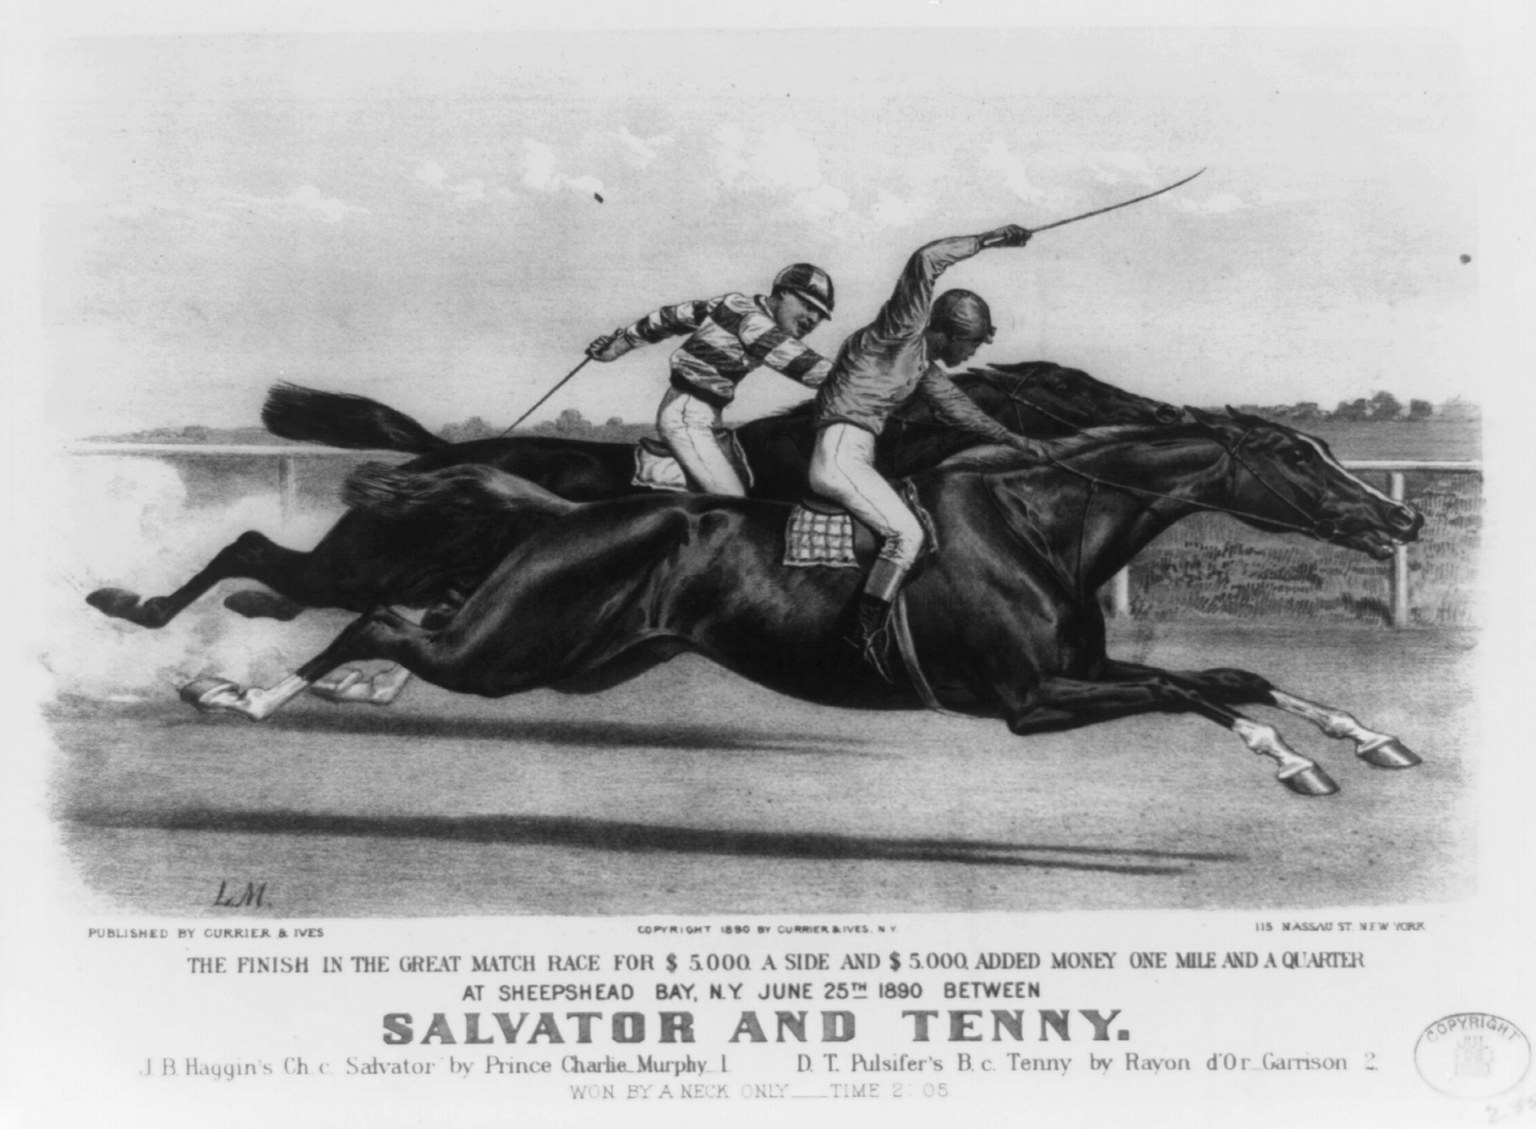 L.M.
PUBLISHED BY CURRIER & IVES
COPYRIGHT 1890 BY CURRIER & IVES. N.Y.
115 NASSAU ST. NEW YORK
THE FINISH IN THE GREAT MATCH RACE FOR $ 5.000. A SIDE AND $ 5.000. ADDED MONEY ONE MILE AND A QUARTER
AT SHEEPSHEAD BAY, N.Y. JUNE 25TH 1890 BETWEEN
SALVATOR AND TENNY.
J. B. Haggin's Ch. c. Salvator by Prince Charlie_Murphy_1 D. T. Pulsifer's B. c. Tenny by Rayon d'Or_Garrison 2.
WON BY A NECK ONLY___TIME 2:05
COPYRIGHT